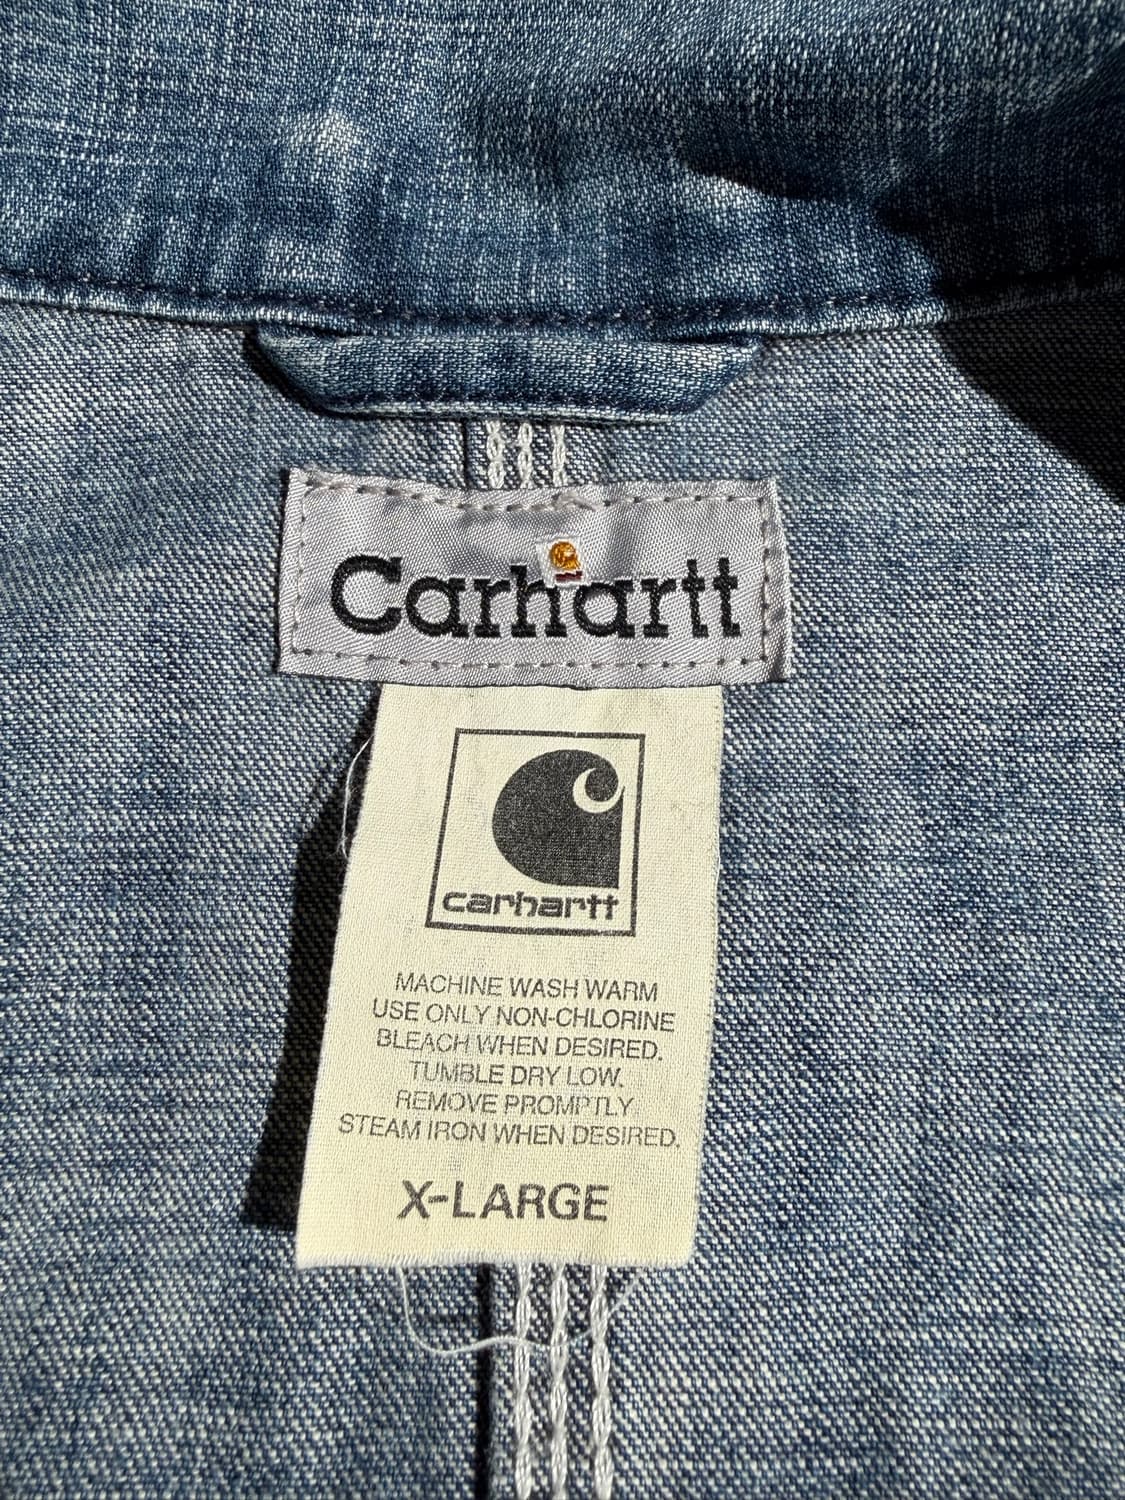 Carhartt
carhartt
MACHINE WASH WARM
USE ONLY NON-CHLORINE
BLEACH WHEN DESIRED.
TUMBLE DRY LOW.
REMOVE PROMPTLY.
STEAM IRON WHEN DESIRED.
X-LARGE